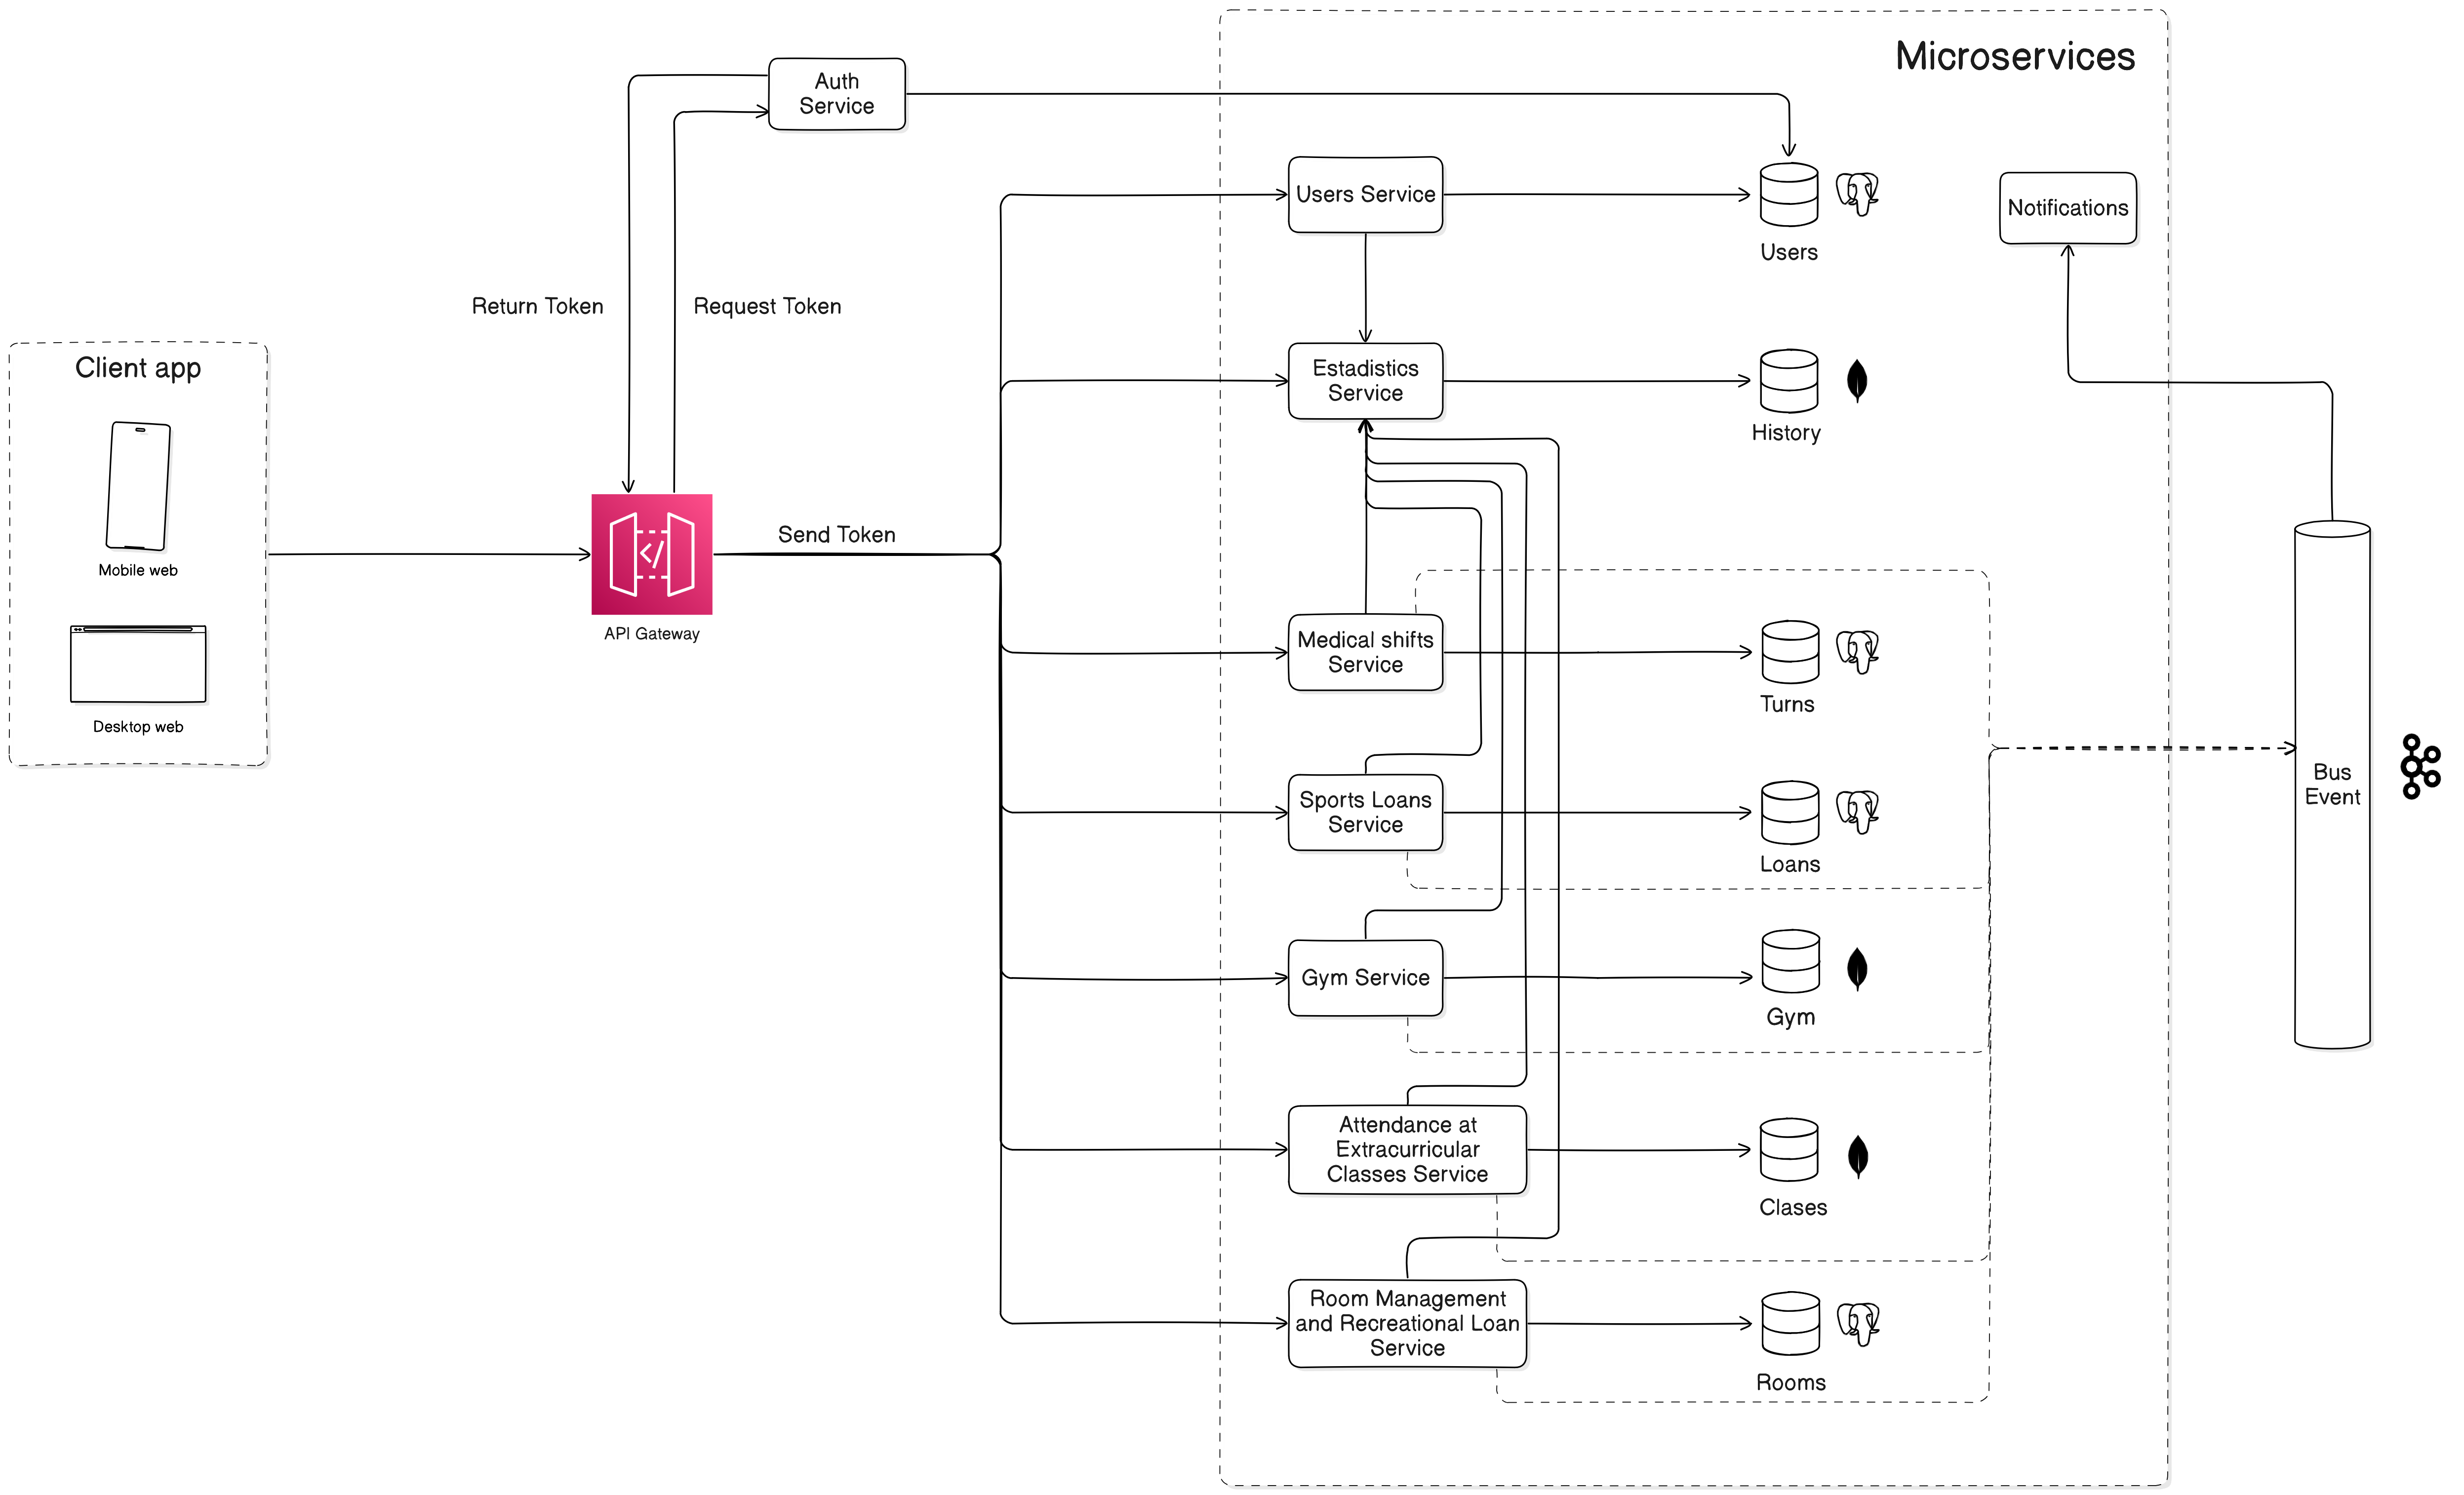 Microservices
Auth
Service
Users Service
Users
Notifications
Return Token
Request Token
Client app
Mobile web
Desktop web
Estadistics
Service
History
Send Token
API Gateway
Medical shifts
Service
Turns
Sports Loans
Service
Loans
Bus
Event
Gym Service
Gym
Attendance at
Extracurricular
Classes Service
Clases
Room Management
and Recreational Loan
Service
Rooms